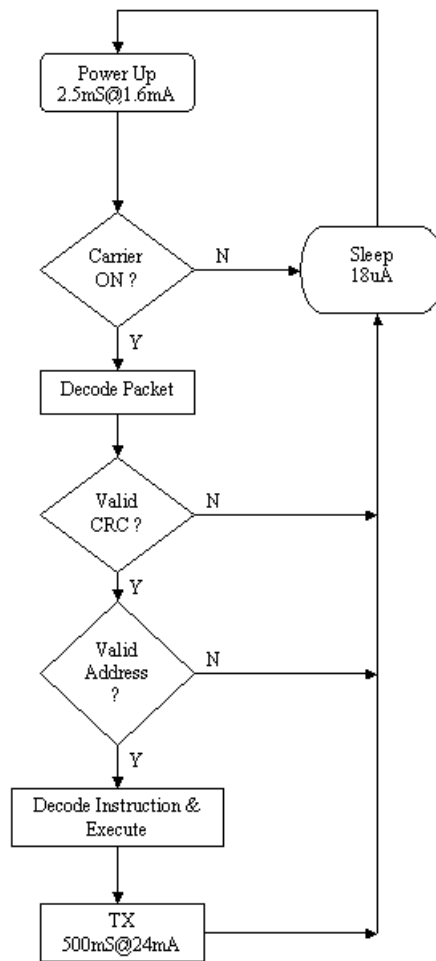 Power Up
2.5mS@1.6mA
Carrier
ON ?
N
Sleep
18uA
Y
Decode Packet
Valid
CRC ?
N
Y
Valid
Address
?
N
Y
Decode Instruction &
Execute
TX
500mS@24mA